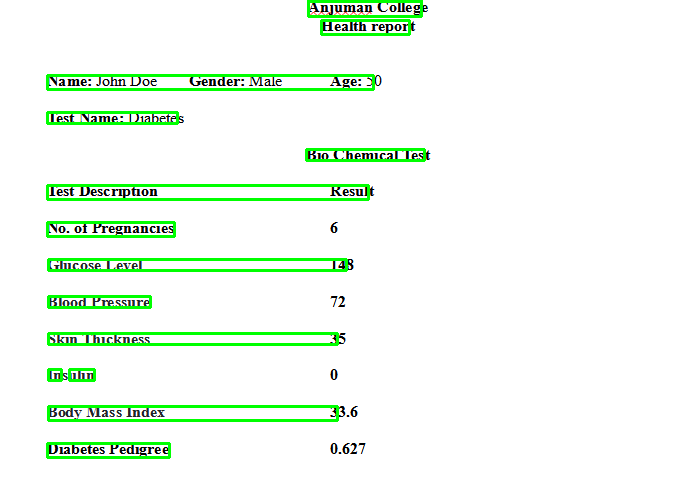 Anjuman College
Health report
Name: John Doe Gender: Male Age: 50
Test Name: Diabetes
Bio Chemical Test
Test Description Result
No. of Pregnancies 6
Glucose Level 148
Blood Pressure 72
Skin Thickness 35
Insulin 0
Body Mass Index 33.6
Diabetes Pedigree 0.627